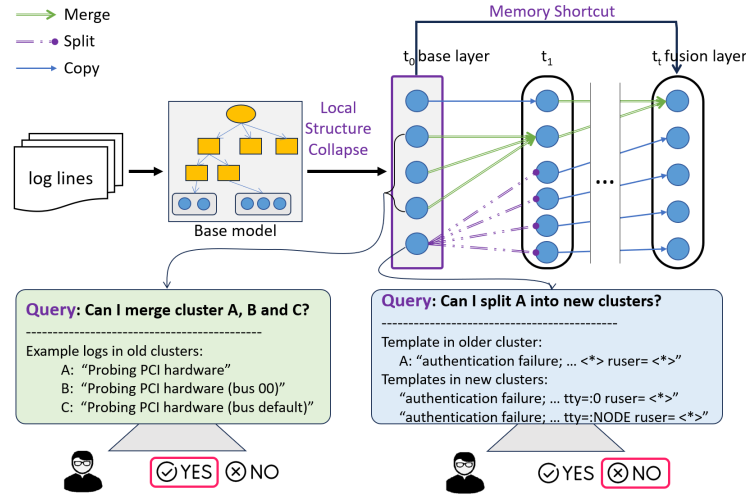 Merge
Split
Copy
Memory Shortcut
t0 base layer
t1
tt fusion layer
Local
Structure
Collapse
log lines
Base model
...
Query: Can I merge cluster A, B and C?
--------------------------------------------
Example logs in old clusters:
A: “Probing PCI hardware”
B: “Probing PCI hardware (bus 00)”
C: “Probing PCI hardware (bus default)”
YES NO
Query: Can I split A into new clusters?
--------------------------------------------
Template in older cluster:
A: “authentication failure; ... <*> ruser= <*>”
Templates in new clusters:
“authentication failure; ... tty=:0 ruser= <*>”
“authentication failure; ... tty=:NODE ruser= <*>”
YES NO